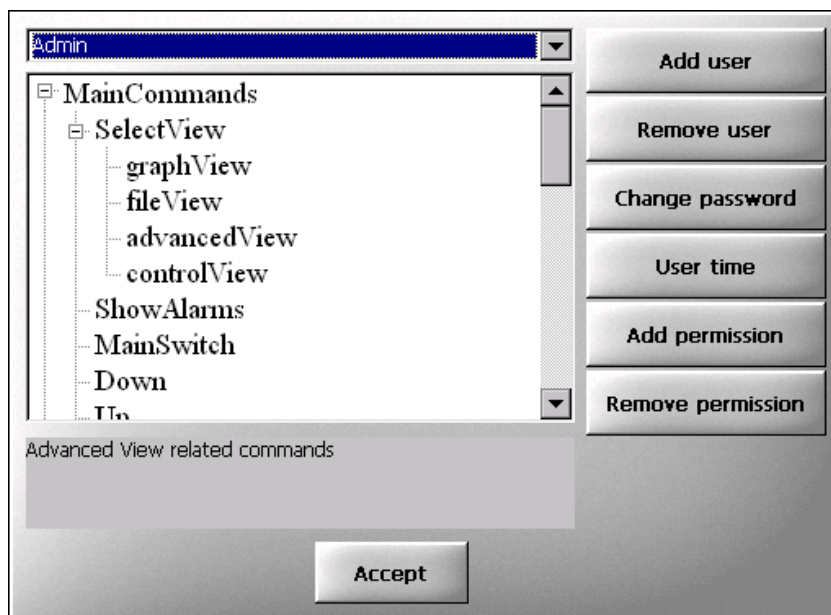 Admin
MainCommands
SelectView
graphView
fileView
advancedView
controlView
ShowAlarms
MainSwitch
Down
Up
Advanced View related commands
Accept
Add user
Remove user
Change password
User time
Add permission
Remove permission